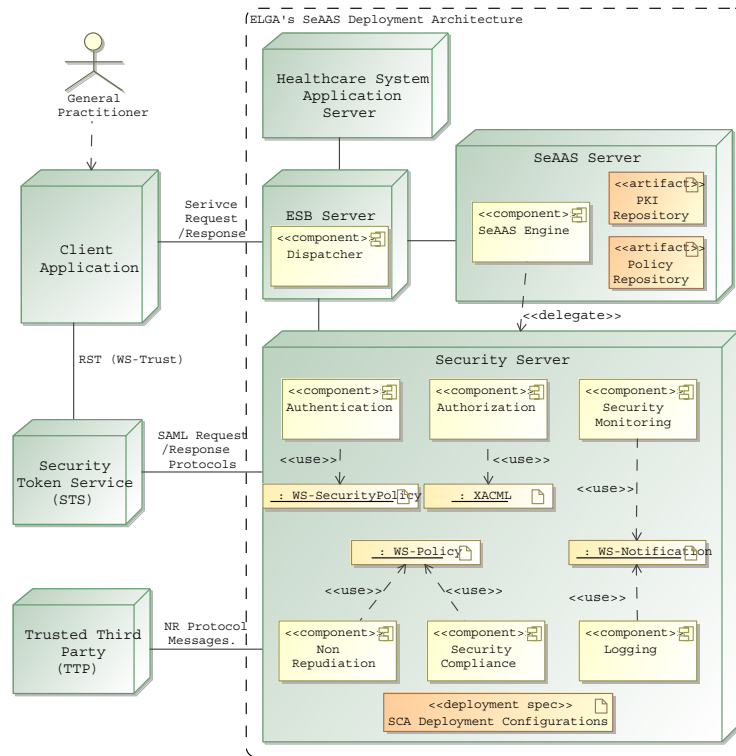 ELGA's SeAAS Deployment Architecture
General
Practitioner
Healthcare System
Application
Server
SeAAS Server
<<component>>
SeAAS Engine
<<artifact>>
PKI
Repository
<<artifact>>
Policy
Repository
Client
Application
Serivce
Request
/Response
ESB Server
<<component>>
Dispatcher
<<delegate>>
RST (WS-Trust)
Security Server
<<component>>
Authentication
<<component>>
Authorization
<<component>>
Security
Monitoring
Security
Token Service
(STS)
SAML Request
/Response
Protocols
<<use>>
<<use>>
<<use>>
: WS-SecurityPolicy
: XACML
: WS-Policy
: WS-Notification
<<use>>
<<use>>
<<use>>
Trusted Third
Party
(TTP)
NR Protocol
Messages.
<<component>>
Non
Repudiation
<<component>>
Security
Compliance
<<component>>
Logging
<<deployment spec>>
SCA Deployment Configurations